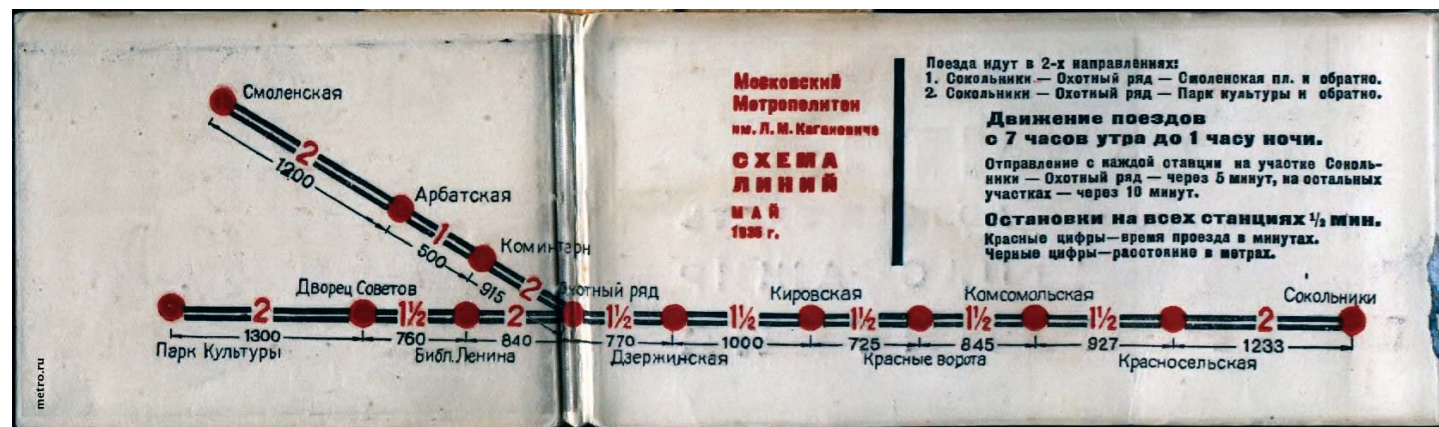 Смоленская
2
1200
Арбатская
1
500
Коминтерн
2
915
Дворец Советов
2
1½
2
1300
760
840
Парк Культуры
Библ. Ленина
metro.ru
Московский
Метрополитен
им. Л. М. Кагановича
СХЕМА
ЛИНИЙ
МАЙ
1935 г.
Поезда идут в 2-х направлениях:
1. Сокольники — Охотный ряд — Смоленская пл. и обратно.
2. Сокольники — Охотный ряд — Парк культуры и обратно.
Движение поездов
с 7 часов утра до 1 часу ночи.
Отправление с каждой станции на участке Соколь-
ники — Охотный ряд — через 5 минут, на остальных
участках — через 10 минут.
Остановки на всех станциях ½ мин.
Красные цифры—время проезда в минутах.
Черные цифры—расстояние в метрах.
Охотный ряд
Кировская
Комсомольская
Сокольники
1½
1½
1½
1½
1½
2
770
1000
725
845
927
1233
Дзержинская
Красные ворота
Красносельская